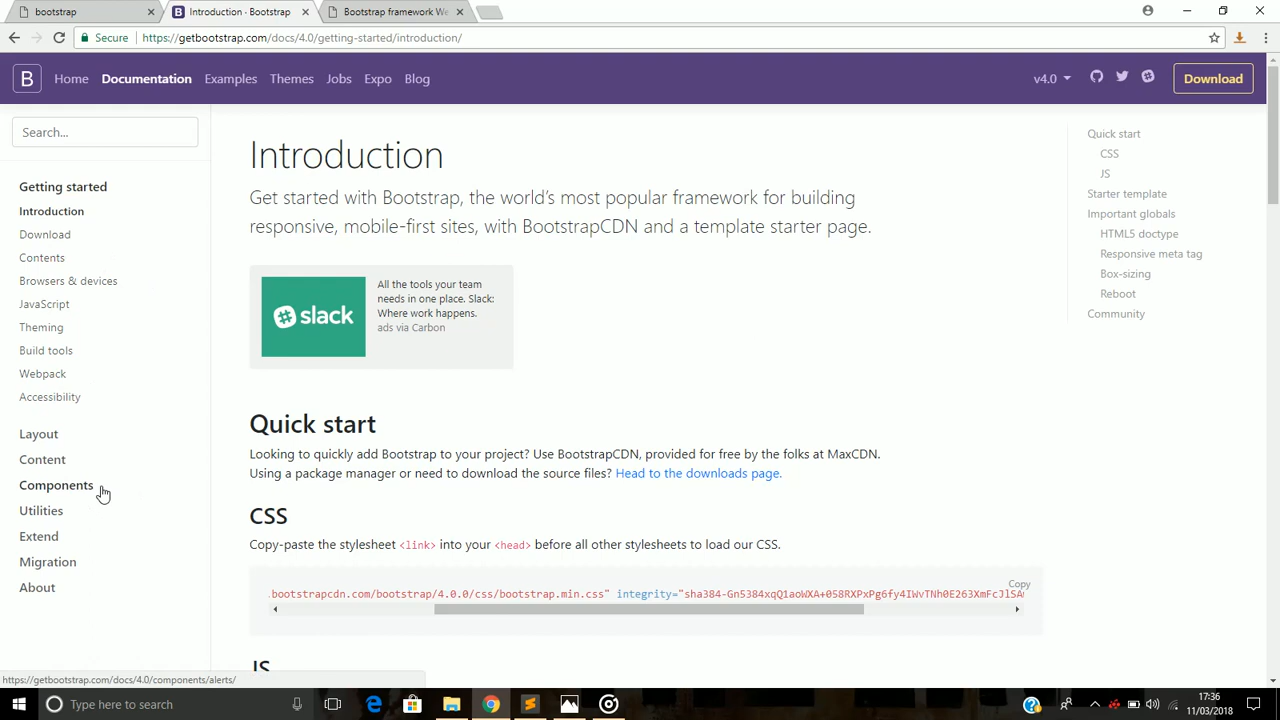 bootstrap
Introduction · Bootstrap
Bootstrap framework We
Secure
https://getbootstrap.com/docs/4.0/getting-started/introduction/
B
Home
Documentation
Examples
Themes
Jobs
Expo
Blog
v4.0
Download
Search...
Getting started
Introduction
Download
Contents
Browsers & devices
JavaScript
Theming
Build tools
Webpack
Accessibility
Layout
Content
Components
Utilities
Extend
Migration
About
Introduction
Get started with Bootstrap, the world's most popular framework for building
responsive, mobile-first sites, with BootstrapCDN and a template starter page.
slack
All the tools your team
needs in one place. Slack:
Where work happens.
ads via Carbon
Quick start
Looking to quickly add Bootstrap to your project? Use BootstrapCDN, provided for free by the folks at MaxCDN.
Using a package manager or need to download the source files? Head to the downloads page.
CSS
Copy-paste the stylesheet <link> into your <head> before all other stylesheets to load our CSS.
Copy
.bootstrapcdn.com/bootstrap/4.0.0/css/bootstrap.min.css" integrity="sha384-Gn5384xqQ1aoWXA+058RXPxPg6fy4IWvTNh0E263XmFcJlSA
JS
Quick start
CSS
JS
Starter template
Important globals
HTML5 doctype
Responsive meta tag
Box-sizing
Reboot
Community
https://getbootstrap.com/docs/4.0/components/alerts/
Type here to search
17:36
11/03/2018